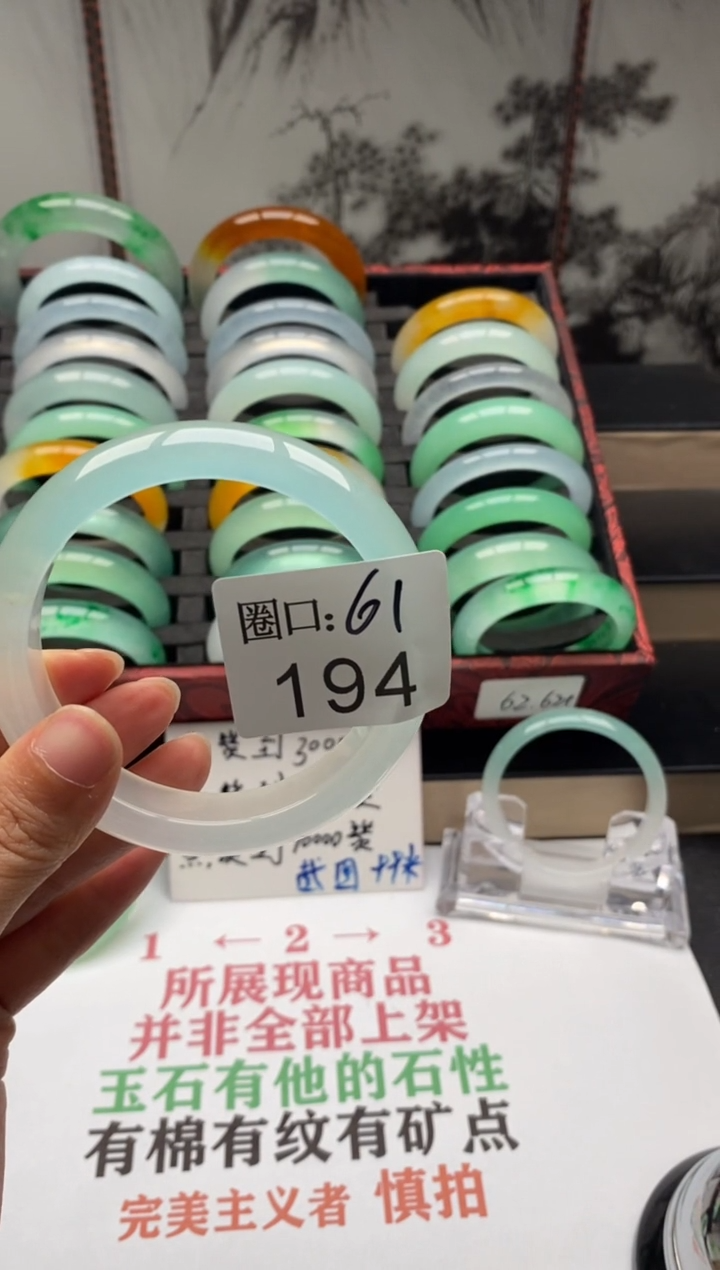 圈口:61
194
62.62t
1 ← 2 → 3
所展现商品
并非全部上架
玉石有他的石性
有棉有纹有矿点
完美主义者 慎拍